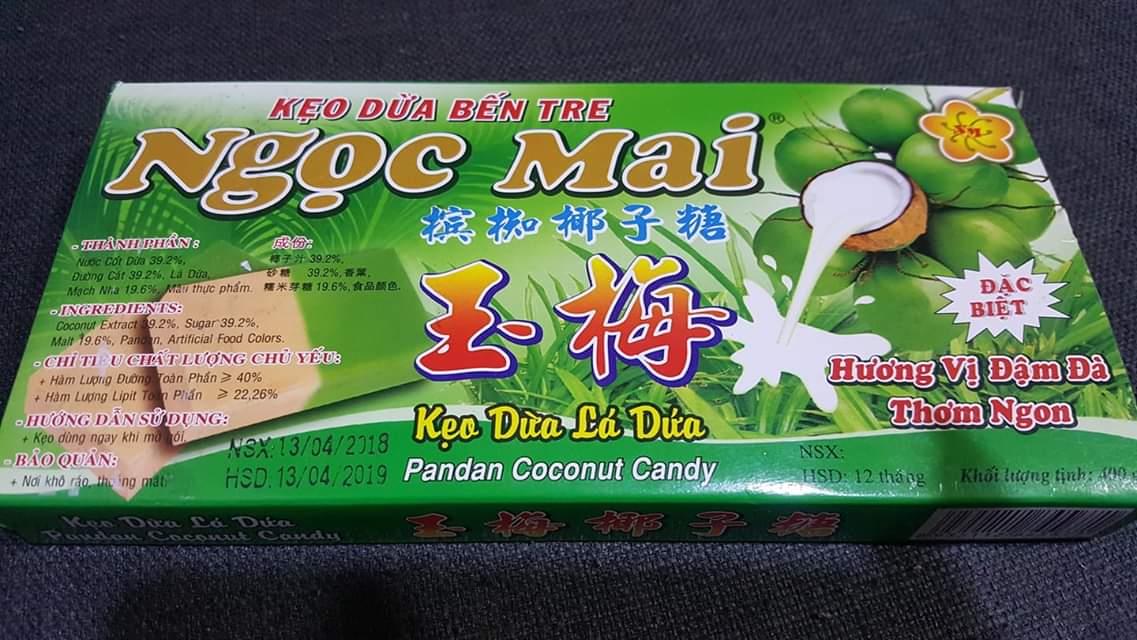 KẸO DỪA BẾN TRE
Ngọc Mai®
槟椥椰子糖
玉梅
- THÀNH PHẦN :
Nước Cốt Dừa 39.2%,
Đường Cát 39.2%, Lá Dứa,
Mạch Nha 19.6%, Màu thực phẩm.
成份:
椰子汁 39.2%,
砂糖 39.2%,香葉,
糯米芽糖 19.6%,食品顏色.
- INGREDIENTS:
Coconut Extract 39.2%, Sugar 39.2%,
Malt 19.6%, Pandan, Artificial Food Colors.
- CHỈ TIÊU CHẤT LƯỢNG CHỦ YẾU:
+ Hàm Lượng Đường Toàn Phần ≥ 40%
+ Hàm Lượng Lipit Toàn Phần ≥ 22,26%
- HƯỚNG DẪN SỬ DỤNG:
+ Kẹo dùng ngay khi mở gói.
- BẢO QUẢN:
+ Nơi khô ráo, thoáng mát.
NSX:13/04/2018
HSD:13/04/2019
Kẹo Dừa Lá Dứa
Pandan Coconut Candy
ĐẶC
BIỆT
Hương Vị Đậm Đà
Thơm Ngon
NSX:
HSD: 12 tháng
Khối lượng tịnh: 400
Kẹo Dừa Lá Dứa
Pandan Coconut Candy
玉梅椰子糖